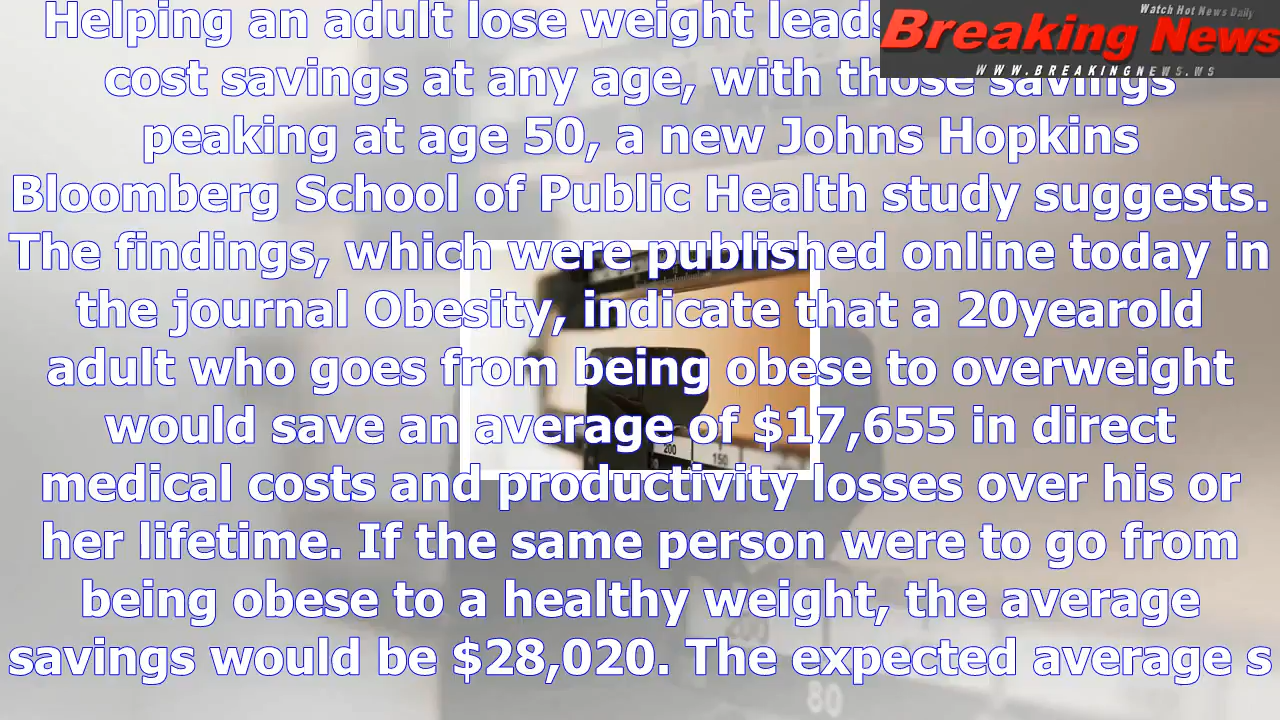 Helping an adult lose weight leads
Watch Hot News Daily
Breaking News
WWW.BREAKINGNEWS.WS
cost savings at any age, with those savings
peaking at age 50, a new Johns Hopkins
Bloomberg School of Public Health study suggests.
The findings, which were published online today in
the journal Obesity, indicate that a 20yearold
adult who goes from being obese to overweight
would save an average of $17,655 in direct
200
150
medical costs and productivity losses over his or
her lifetime. If the same person were to go from
being obese to a healthy weight, the average
200
savings would be $28,020. The expected average s
80